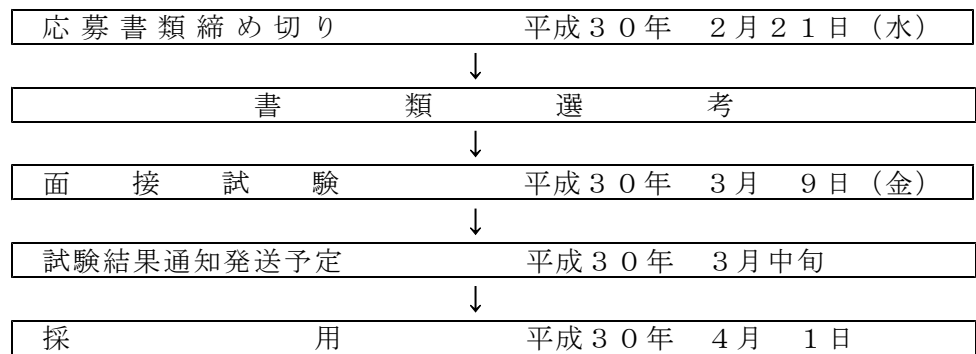 応募書類締め切り　平成３０年　２月２１日（水）
↓
書類選考
↓
面接試験　平成３０年　３月　９日（金）
↓
試験結果通知発送予定　平成３０年　３月中旬
↓
採用　平成３０年　４月　１日